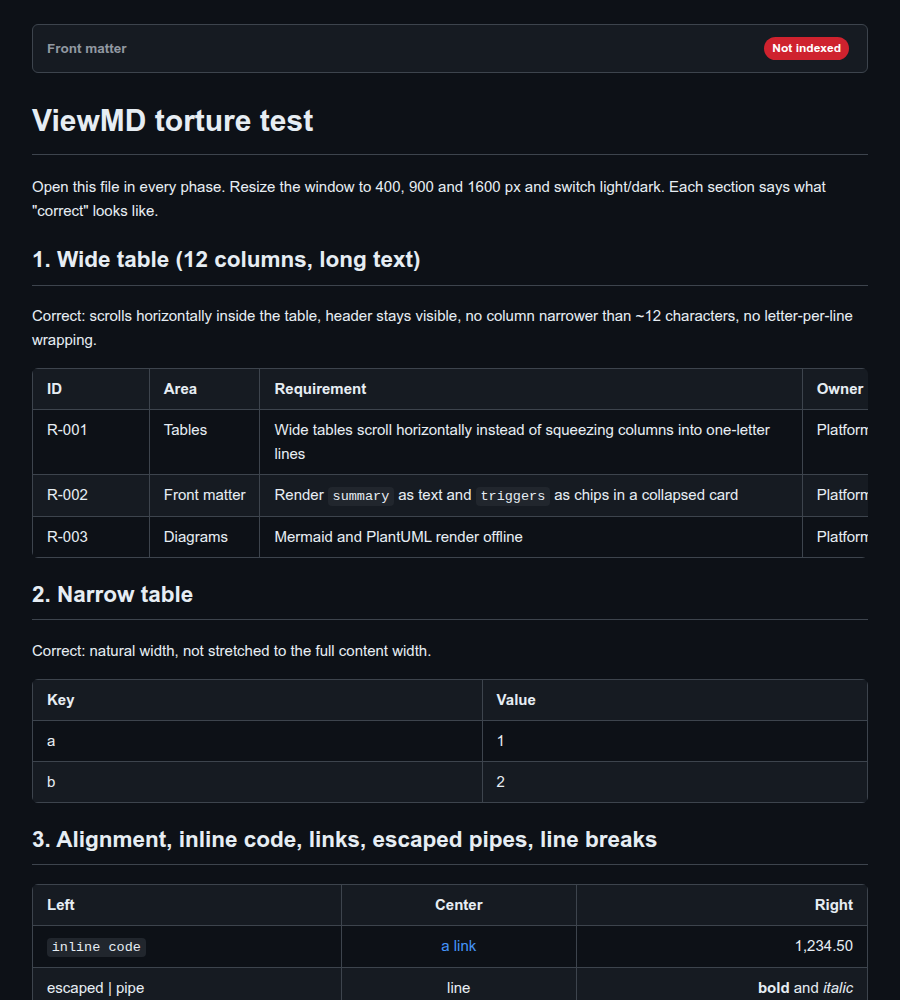 Front matter
Not indexed
ViewMD torture test
Open this file in every phase. Resize the window to 400, 900 and 1600 px and switch light/dark. Each section says what
"correct" looks like.
1. Wide table (12 columns, long text)
Correct: scrolls horizontally inside the table, header stays visible, no column narrower than ~12 characters, no letter-per-line
wrapping.
ID Area Requirement Owner
R-001 Tables Wide tables scroll horizontally instead of squeezing columns into one-letter Platform
lines
R-002 Front matter Render summary as text and triggers as chips in a collapsed card Platform
R-003 Diagrams Mermaid and PlantUML render offline Platform
2. Narrow table
Correct: natural width, not stretched to the full content width.
Key Value
a 1
b 2
3. Alignment, inline code, links, escaped pipes, line breaks
Left Center Right
inline code a link 1,234.50
escaped | pipe line bold and italic